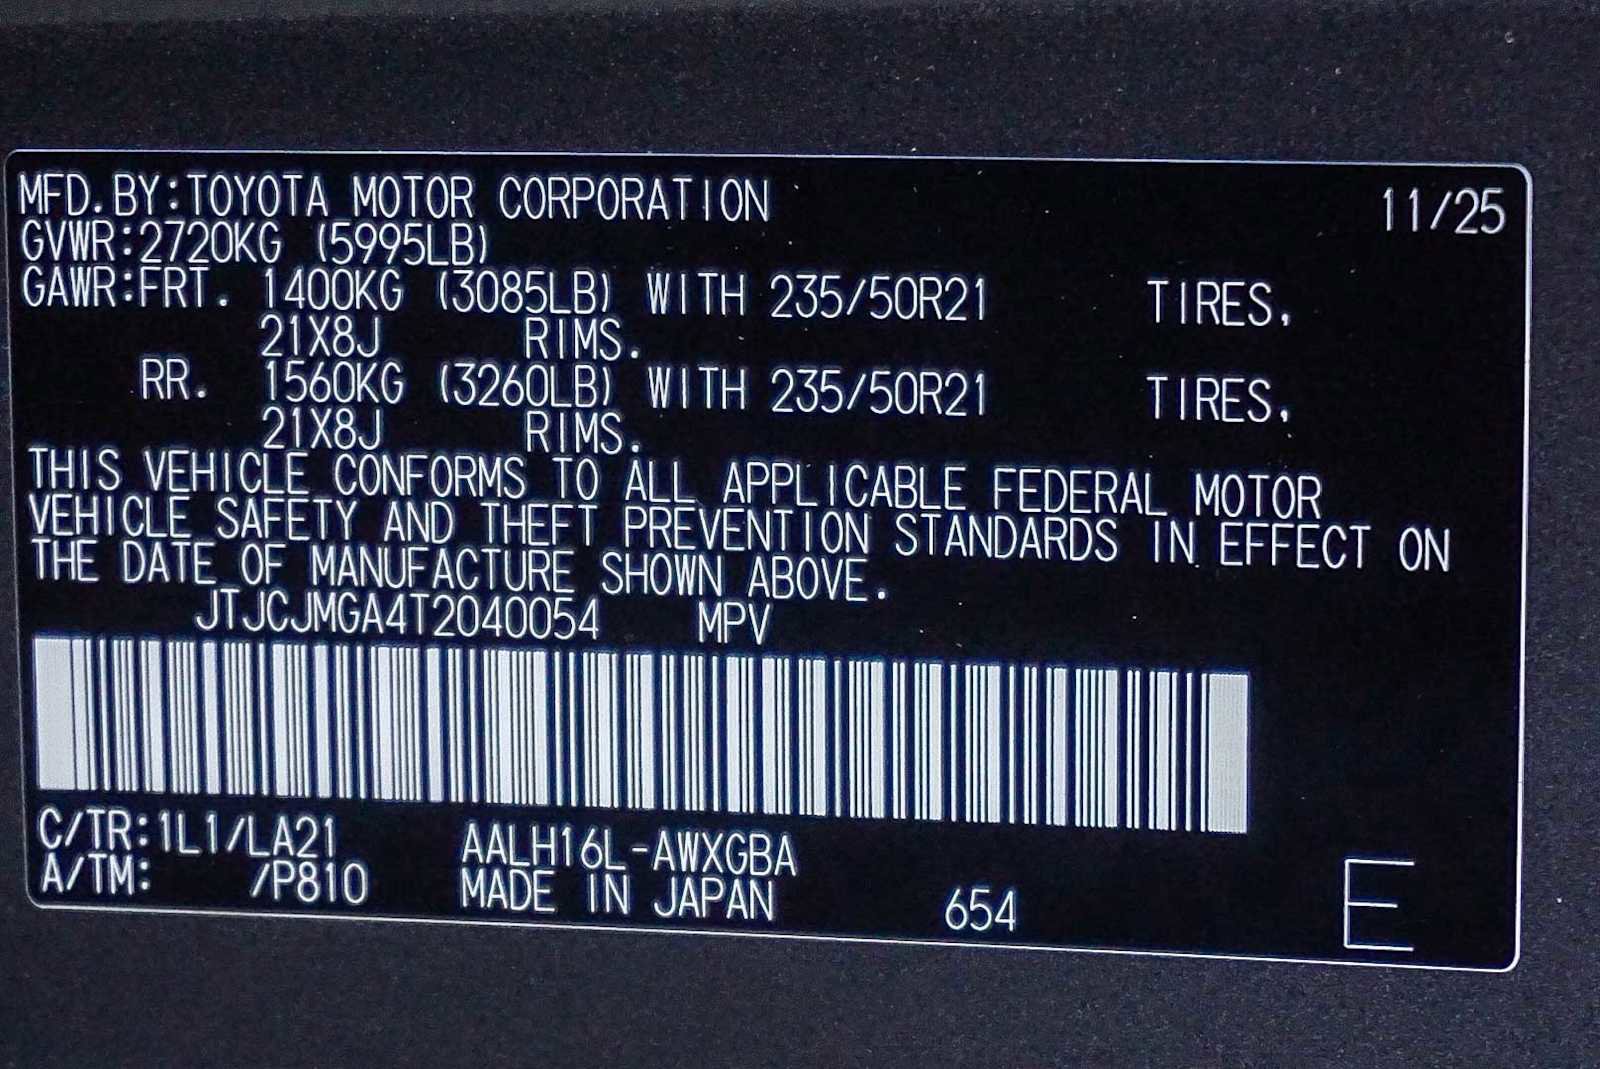 MFD.BY:TOYOTA MOTOR CORPORATION 11/25
GVWR:2720KG (5995LB)
GAWR:FRT. 1400KG (3085LB) WITH 235/50R21 TIRES,
21X8J RIMS.
RR. 1560KG (3260LB) WITH 235/50R21 TIRES,
21X8J RIMS.
THIS VEHICLE CONFORMS TO ALL APPLICABLE FEDERAL MOTOR
VEHICLE SAFETY AND THEFT PREVENTION STANDARDS IN EFFECT ON
THE DATE OF MANUFACTURE SHOWN ABOVE.
JTJCJMGA4T2040054 MPV
C/TR:1L1/LA21 AALH16L-AWXGBA
A/TM: /P810 MADE IN JAPAN 654 E